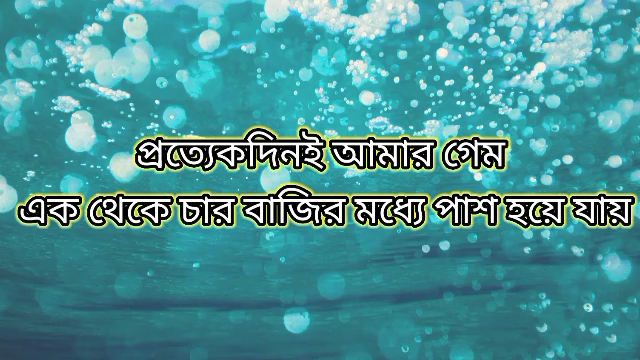 প্রত্যেকদিনই আমার গেম
এক থেকে চার বাজির মধ্যে পাশ হয়ে যায়